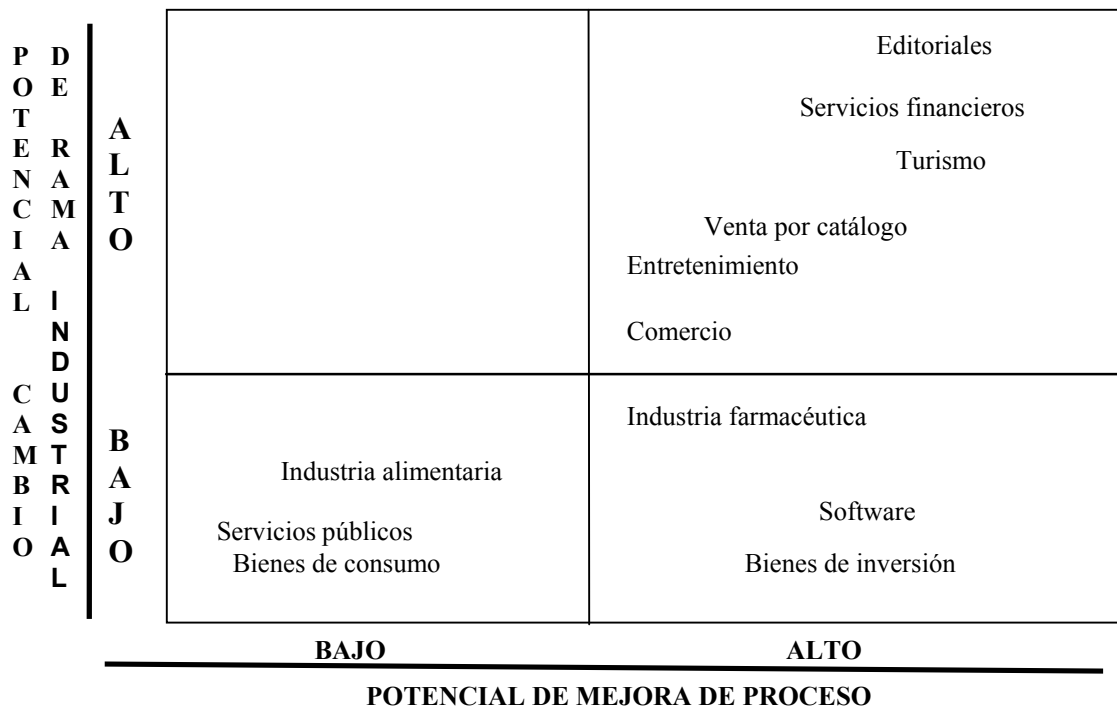 POTENCIAL CAMBIO
DE RAMA INDUSTRIAL
ALTO
BAJO
Editoriales
Servicios financieros
Turismo
Venta por catálogo
Entretenimiento
Comercio
Industria farmacéutica
Industria alimentaria
Software
Servicios públicos
Bienes de consumo
Bienes de inversión
BAJO
ALTO
POTENCIAL DE MEJORA DE PROCESO